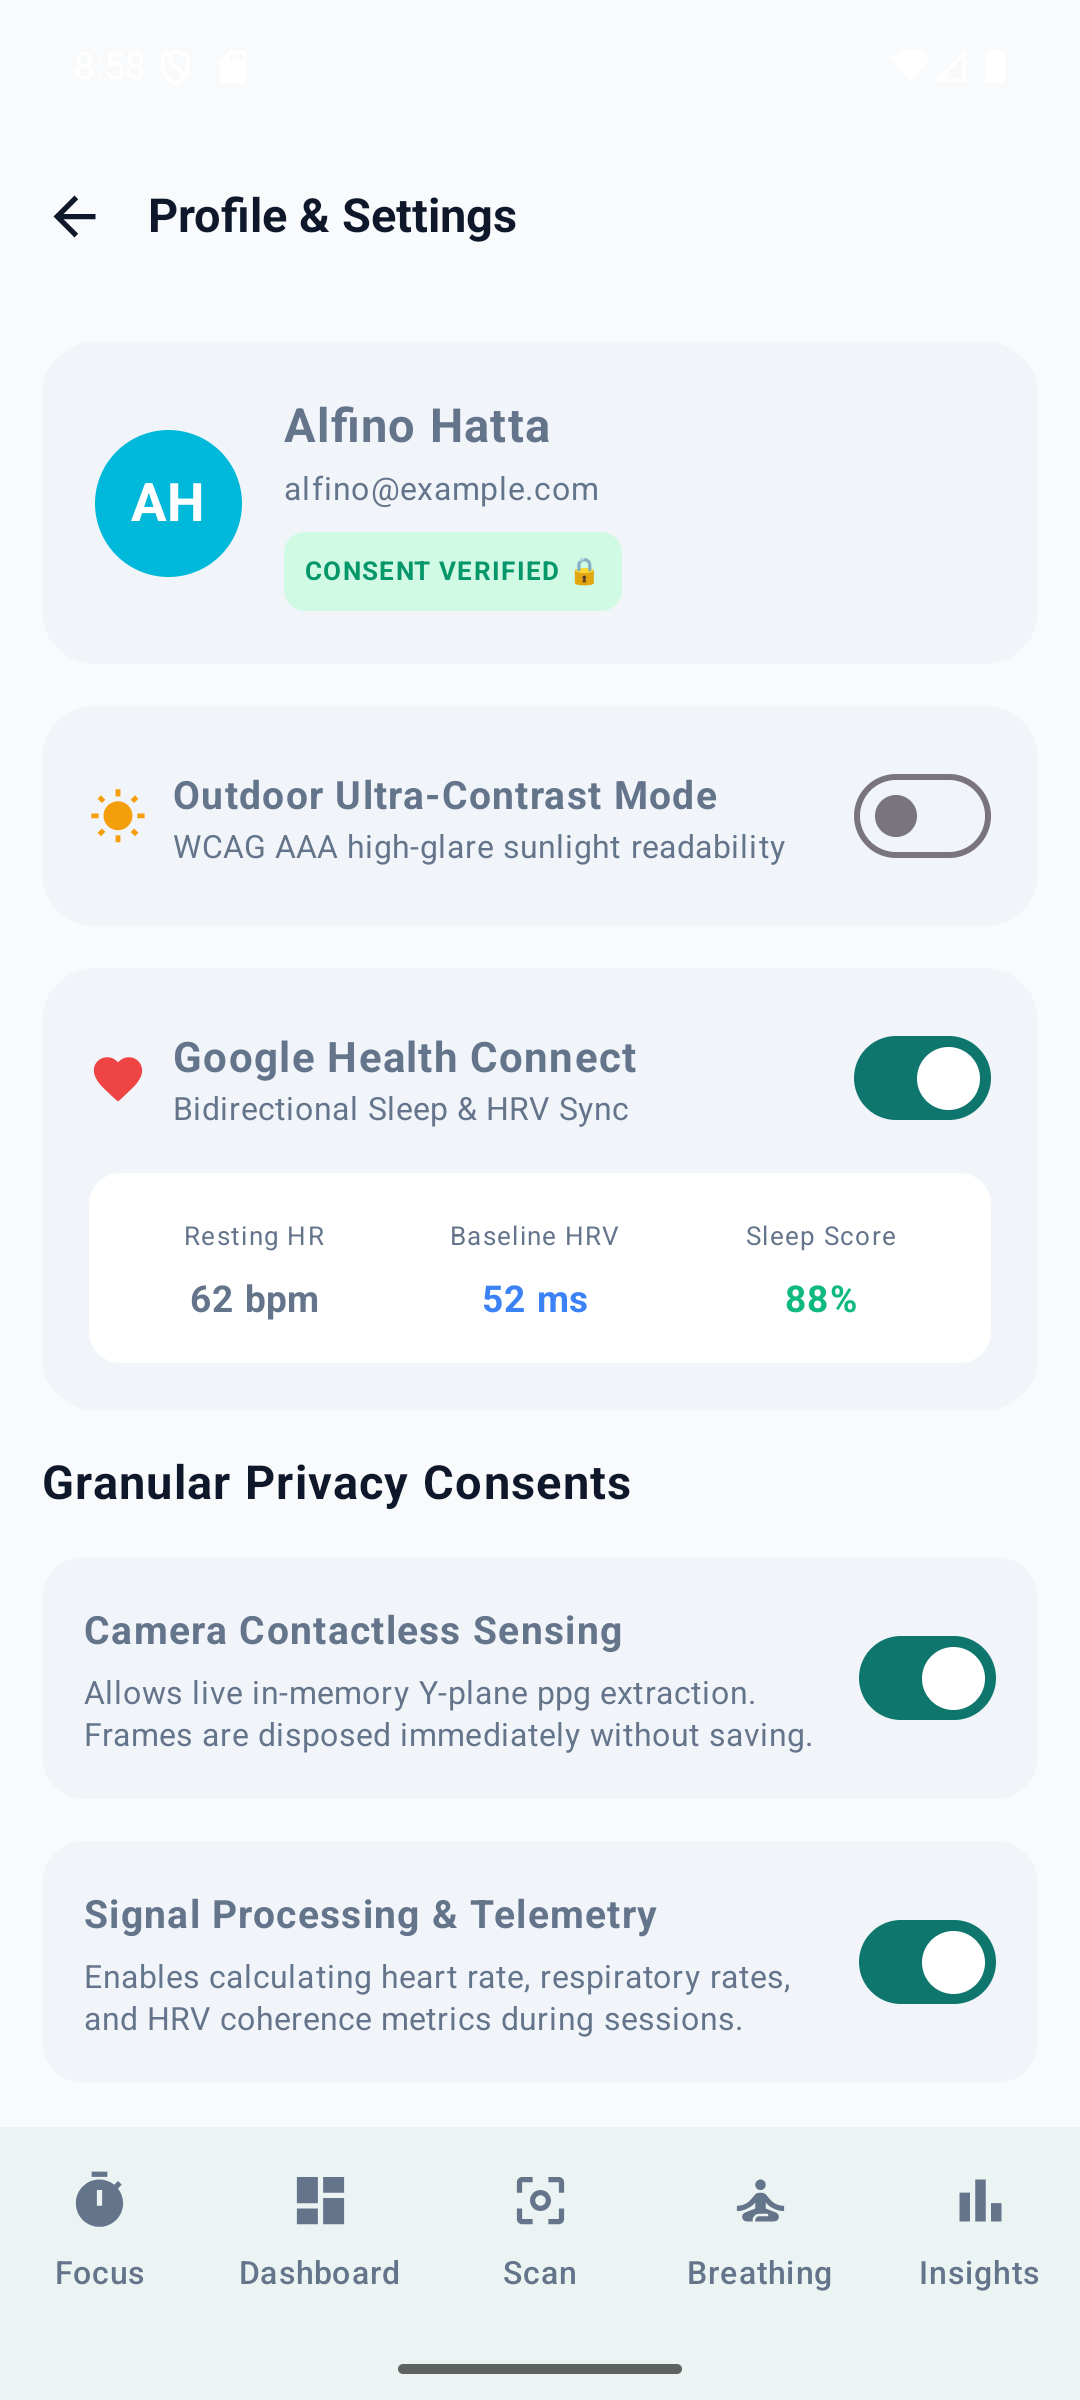 8:58
Profile & Settings
AH
Alfino Hatta
alfino@example.com
CONSENT VERIFIED 🔒
Outdoor Ultra-Contrast Mode
WCAG AAA high-glare sunlight readability
Google Health Connect
Bidirectional Sleep & HRV Sync
Resting HR
Baseline HRV
Sleep Score
62 bpm
52 ms
88%
Granular Privacy Consents
Camera Contactless Sensing
Allows live in-memory Y-plane ppg extraction.
Frames are disposed immediately without saving.
Signal Processing & Telemetry
Enables calculating heart rate, respiratory rates,
and HRV coherence metrics during sessions.
Focus
Dashboard
Scan
Breathing
Insights